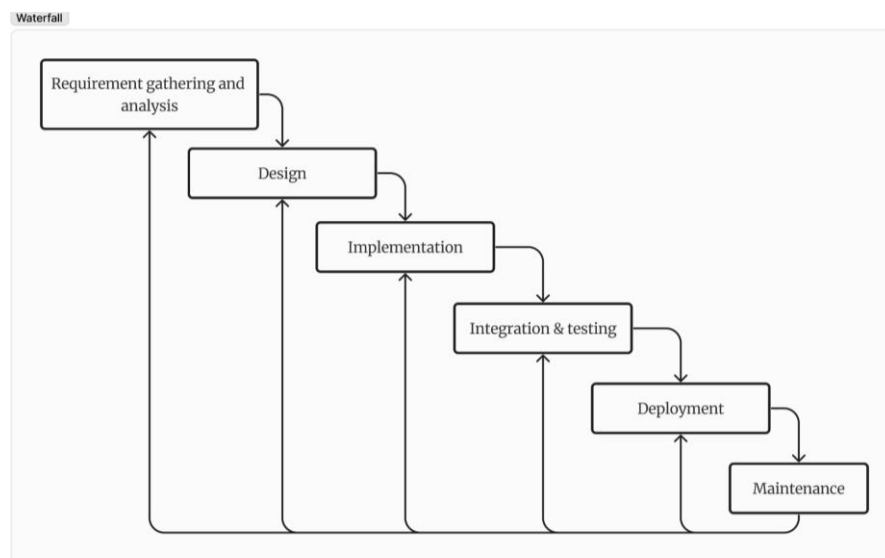 Waterfall
Requirement gathering and
analysis
Design
Implementation
Integration & testing
Deployment
Maintenance